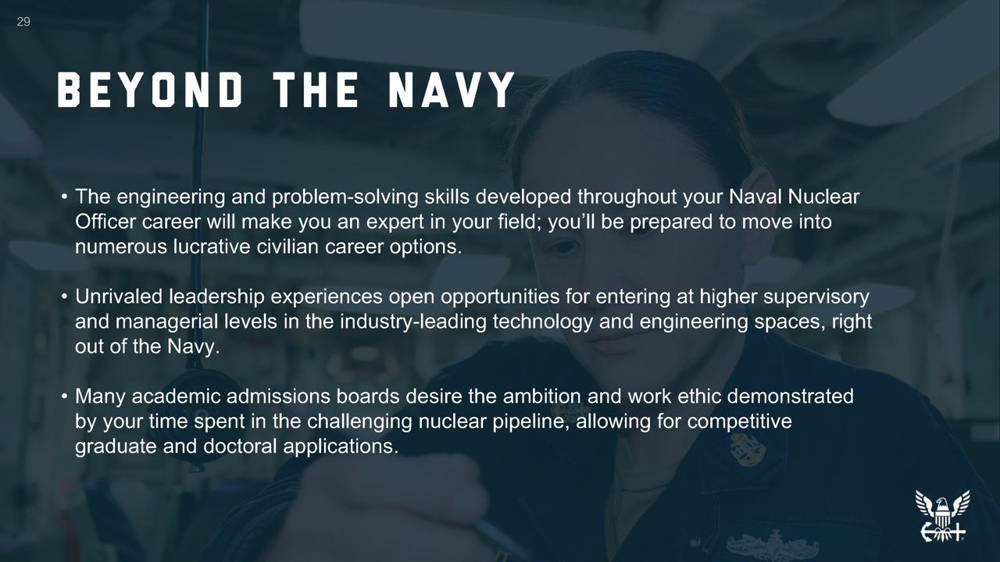 29
BEYOND THE NAVY
• The engineering and problem-solving skills developed throughout your Naval Nuclear
Officer career will make you an expert in your field; you’ll be prepared to move into
numerous lucrative civilian career options.
• Unrivaled leadership experiences open opportunities for entering at higher supervisory
and managerial levels in the industry-leading technology and engineering spaces, right
out of the Navy.
• Many academic admissions boards desire the ambition and work ethic demonstrated
by your time spent in the challenging nuclear pipeline, allowing for competitive
graduate and doctoral applications.